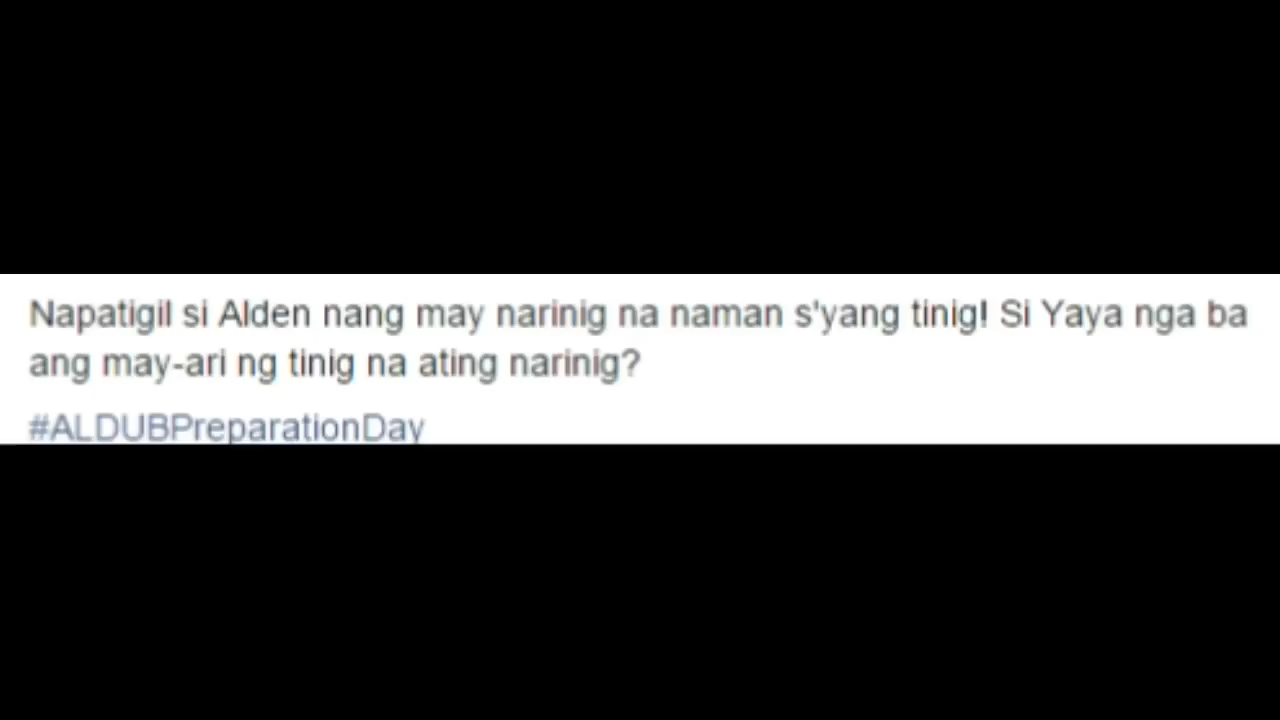 Napatigil si Alden nang may narinig na naman s'yang tinig! Si Yaya nga ba
ang may-ari ng tinig na ating narinig?
#ALDUBPreparationDay